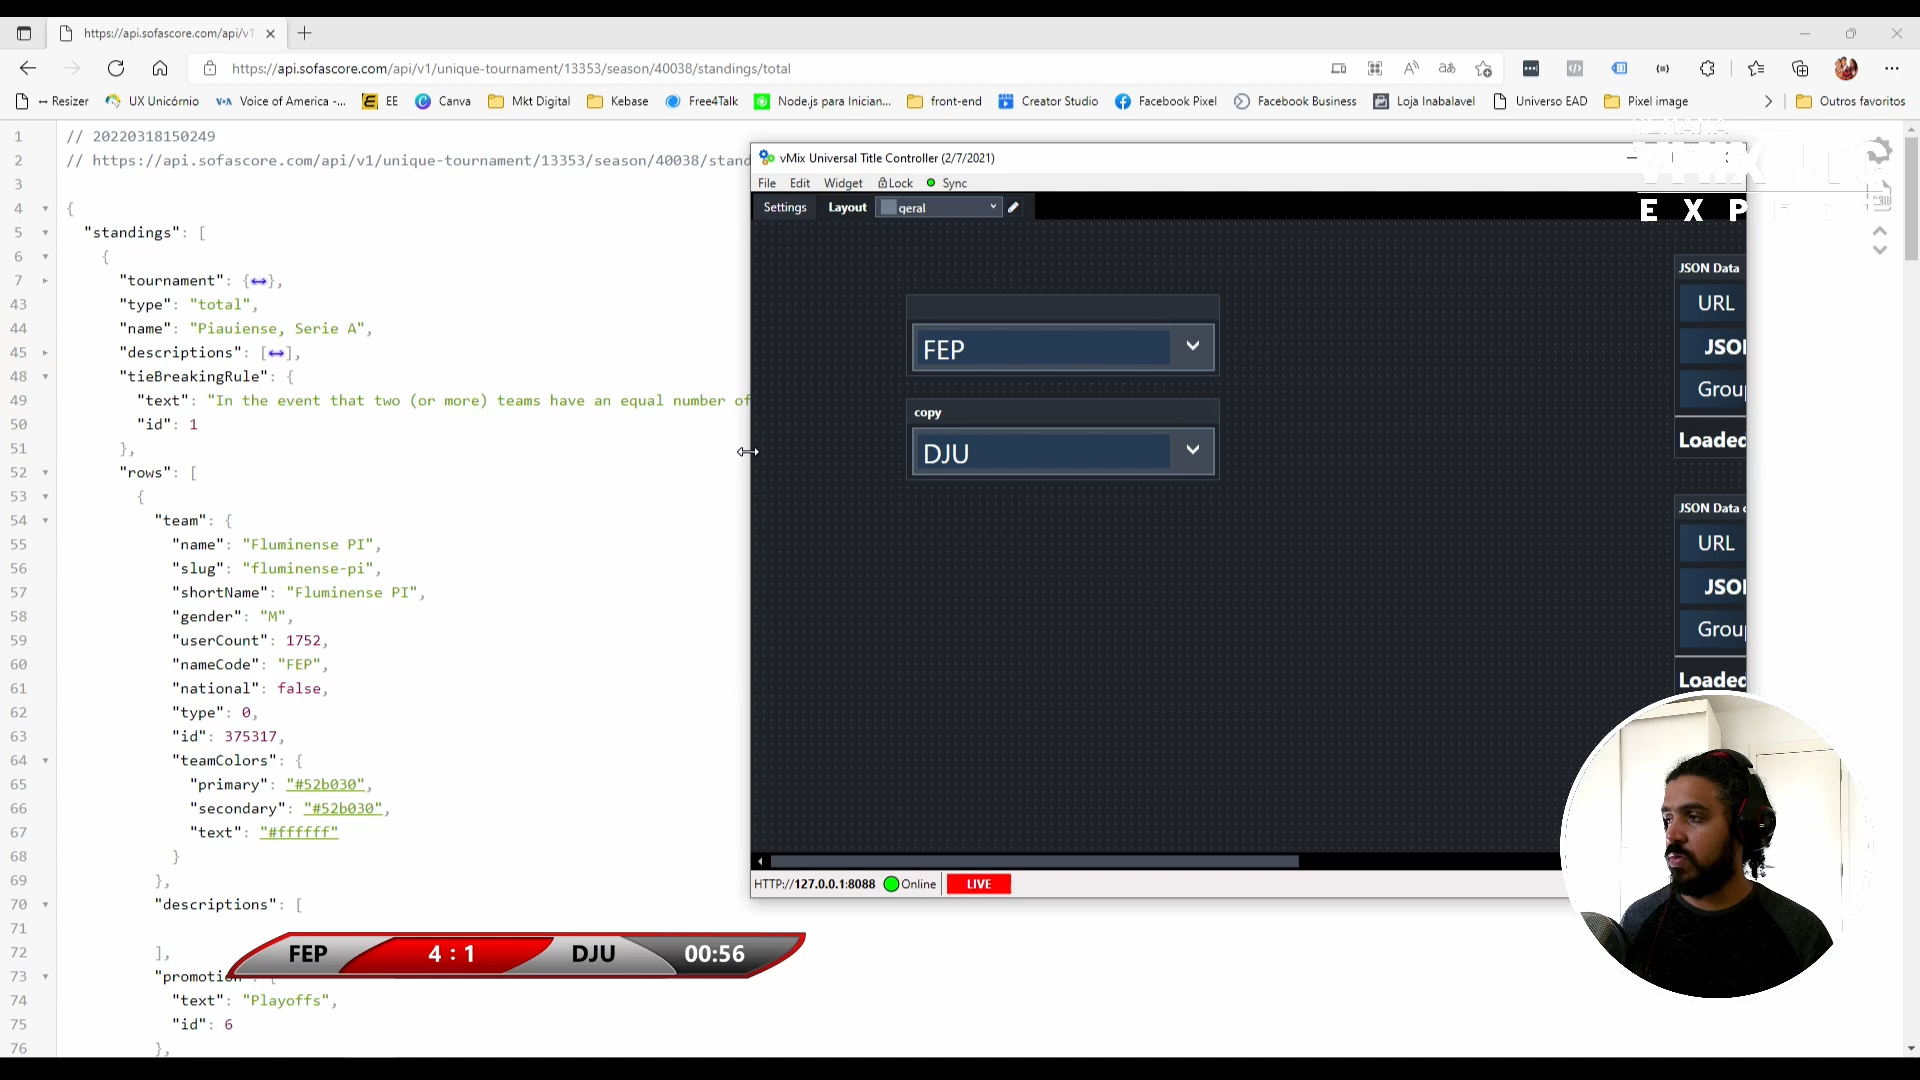 https://api.sofascore.com/api/v1
https://api.sofascore.com/api/v1/unique-tournament/13353/season/40038/standings/total
Resizer
UX Unicórnio
Voice of America -...
EE
Canva
Mkt Digital
Kebase
Free4Talk
Node.js para Inician...
front-end
Creator Studio
Facebook Pixel
Facebook Business
Loja Inabalavel
Universo EAD
Pixel image
Outros favoritos
1 // 20220318150249
2 // https://api.sofascore.com/api/v1/unique-tournament/13353/season/40038/stand
3
4 {
5 "standings": [
6 {
7 "tournament": {↔},
43 "type": "total",
44 "name": "Piauiense, Serie A",
45 "descriptions": [↔],
48 "tieBreakingRule": {
49 "text": "In the event that two (or more) teams have an equal number of
50 "id": 1
51 },
52 "rows": [
53 {
54 "team": {
55 "name": "Fluminense PI",
56 "slug": "fluminense-pi",
57 "shortName": "Fluminense PI",
58 "gender": "M",
59 "userCount": 1752,
60 "nameCode": "FEP",
61 "national": false,
62 "type": 0,
63 "id": 375317,
64 "teamColors": {
65 "primary": "#52b030",
66 "secondary": "#52b030",
67 "text": "#ffffff"
68 }
69 },
70 "descriptions": [
71
72 ],
73 "promotion": {
74 "text": "Playoffs",
75 "id": 6
76 },
vMix Universal Title Controller (2/7/2021)
File Edit Widget Lock Sync
Settings Layout geral
FEP
copy
DJU
JSON Data
URL
JSO
Grou
Loaded
JSON Data
URL
JSO
Grou
Loaded
HTTP://127.0.0.1:8088 Online LIVE
FEP 4 : 1 DJU 00:56
E X P